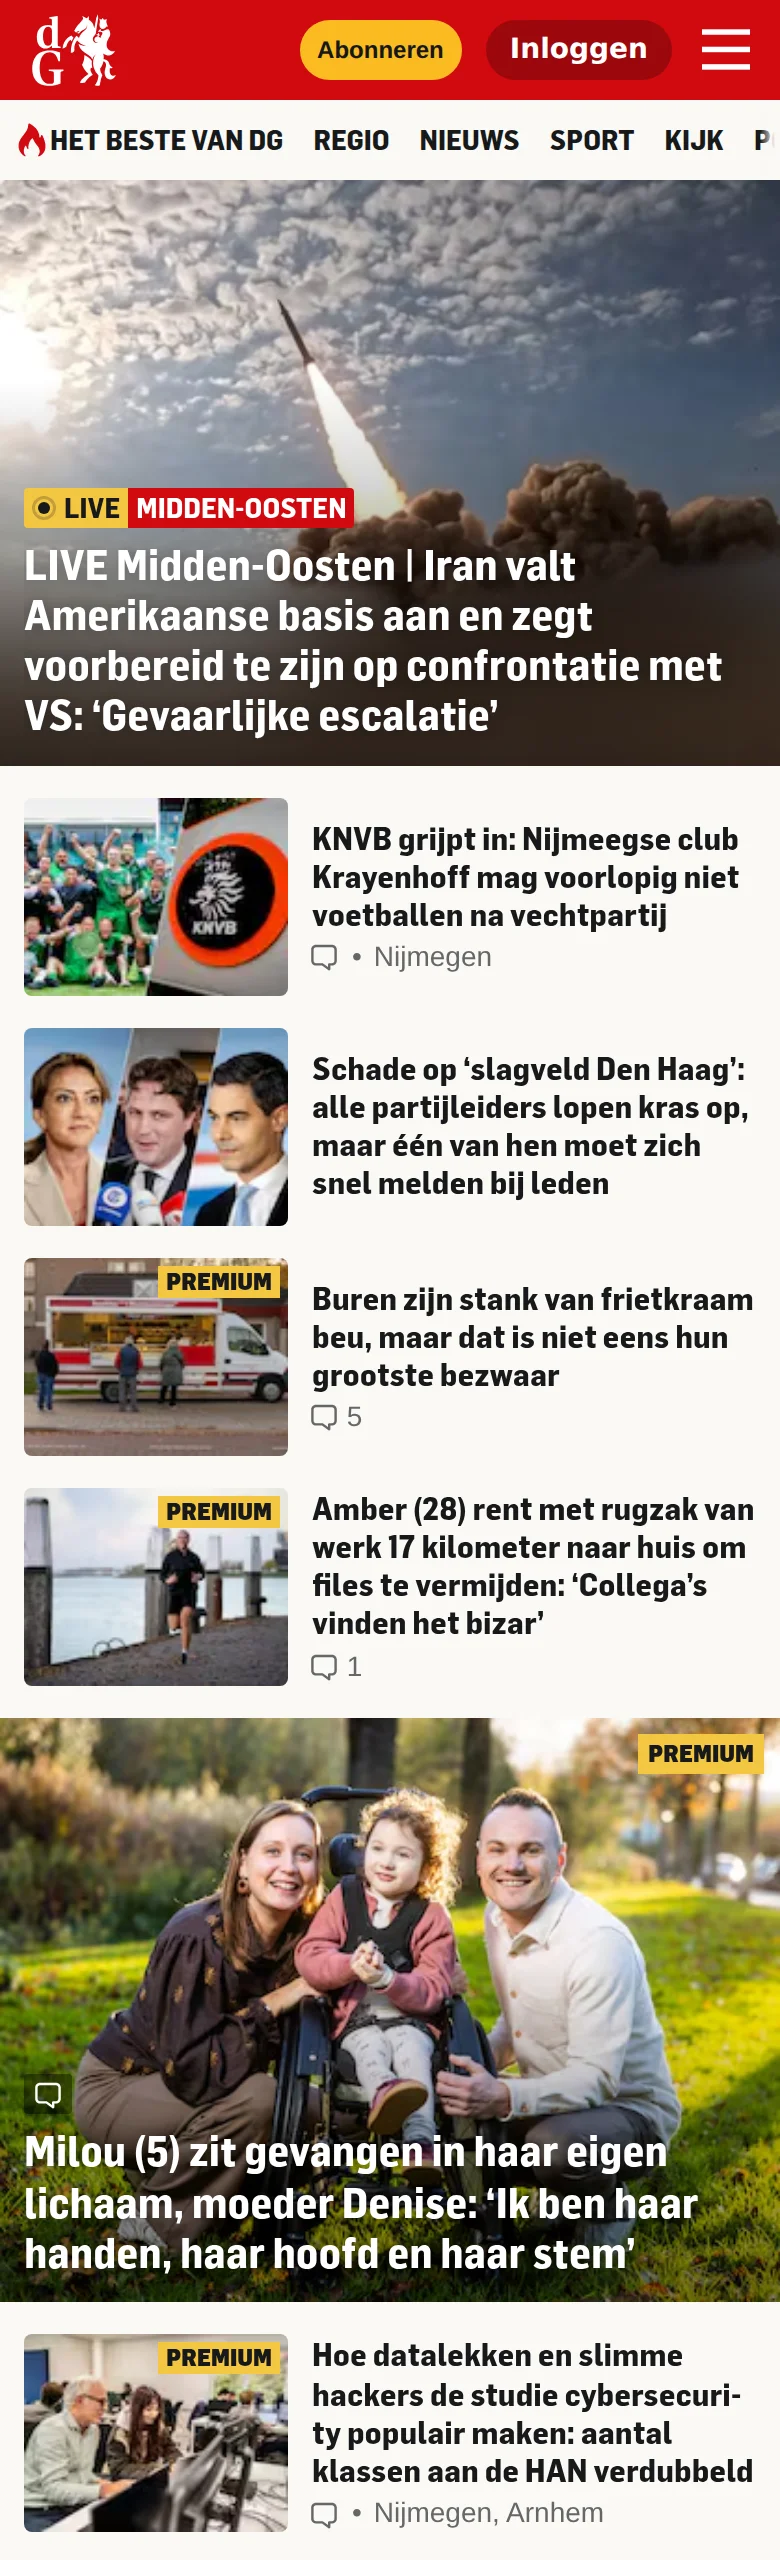 dG
Abonneren
Inloggen
HET BESTE VAN DG REGIO NIEUWS SPORT KIJK
LIVE MIDDEN-OOSTEN
LIVE Midden-Oosten | Iran valt
Amerikaanse basis aan en zegt
voorbereid te zijn op confrontatie met
VS: ‘Gevaarlijke escalatie’
KNVB
KNVB grijpt in: Nijmeegse club
Krayenhoff mag voorlopig niet
voetballen na vechtpartij
• Nijmegen
Schade op ‘slagveld Den Haag’:
alle partijleiders lopen kras op,
maar één van hen moet zich
snel melden bij leden
PREMIUM
Buren zijn stank van frietkraam
beu, maar dat is niet eens hun
grootste bezwaar
5
PREMIUM
Amber (28) rent met rugzak van
werk 17 kilometer naar huis om
files te vermijden: ‘Collega’s
vinden het bizar’
1
PREMIUM
Milou (5) zit gevangen in haar eigen
lichaam, moeder Denise: ‘Ik ben haar
handen, haar hoofd en haar stem’
PREMIUM
Hoe datalekken en slimme
hackers de studie cybersecuri-
ty populair maken: aantal
klassen aan de HAN verdubbeld
• Nijmegen, Arnhem